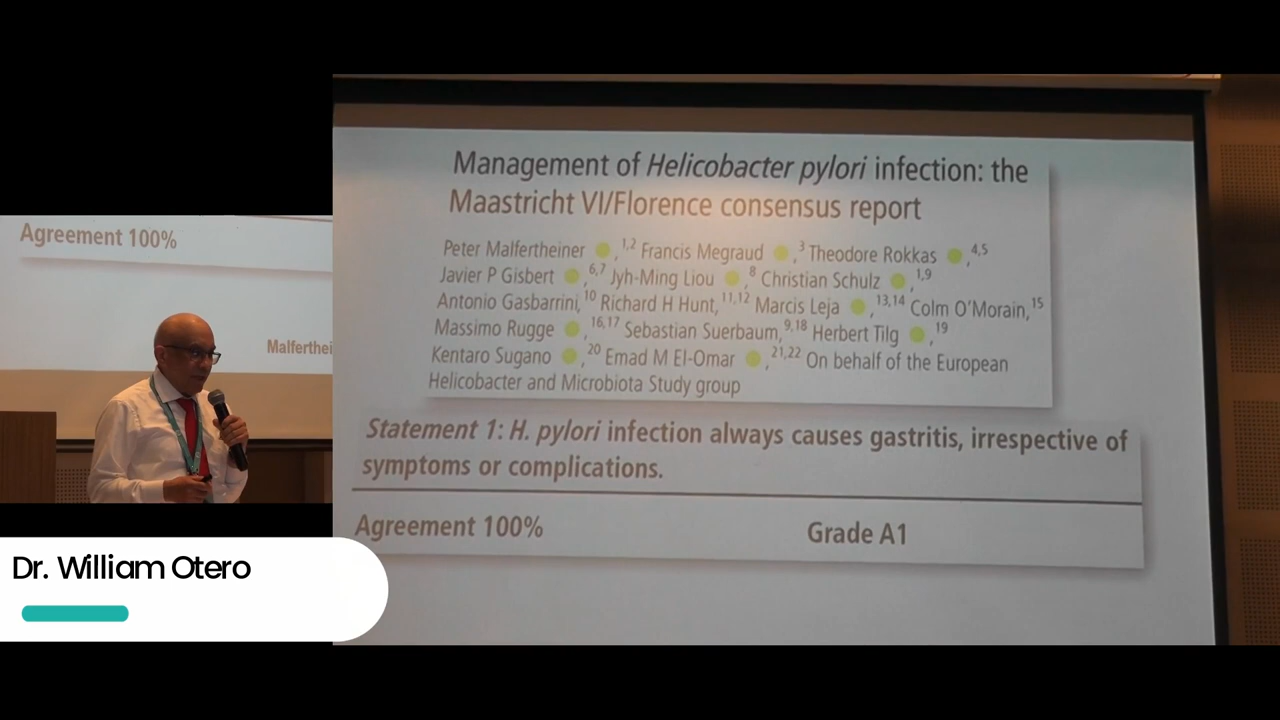 Management of Helicobacter pylori infection: the
Maastricht VI/Florence consensus report
Peter Malfertheiner ,1,2 Francis Megraud ,3 Theodore Rokkas ,4,5
Javier P Gisbert ,6,7 Jyh-Ming Liou ,8 Christian Schulz ,1,9
Antonio Gasbarrini,10 Richard H Hunt,11,12 Marcis Leja ,13,14 Colm O'Morain,15
Massimo Rugge ,16,17 Sebastian Suerbaum,9,18 Herbert Tilg ,19
Kentaro Sugano ,20 Emad M El-Omar ,21,22 On behalf of the European
Helicobacter and Microbiota Study group
Statement 1: H. pylori infection always causes gastritis, irrespective of
symptoms or complications.
Agreement 100% Grade A1
Agreement 100%
Malferthei
Dr. William Otero